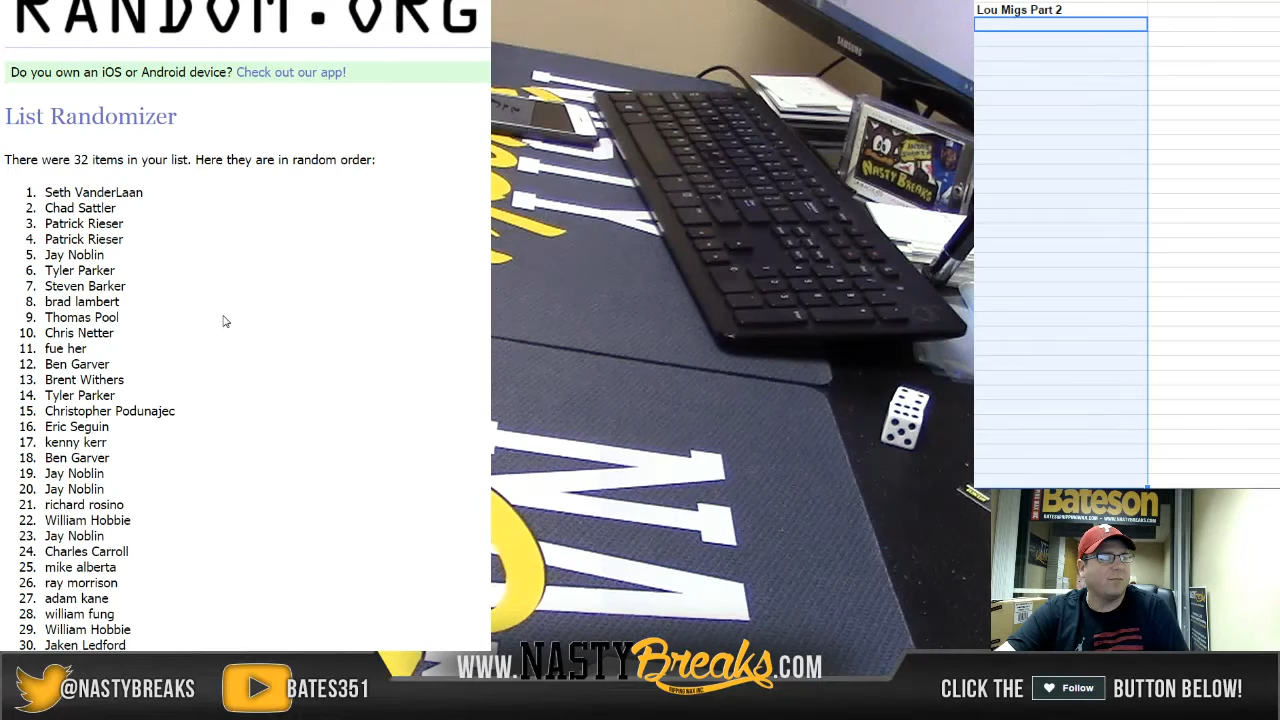 RANDOM.ORG
Do you own an iOS or Android device? Check out our app!
List Randomizer
There were 32 items in your list. Here they are in random order:
1. Seth VanderLaan
2. Chad Sattler
3. Patrick Rieser
4. Patrick Rieser
5. Jay Noblin
6. Tyler Parker
7. Steven Barker
8. brad lambert
9. Thomas Pool
10. Chris Netter
11. fue her
12. Ben Garver
13. Brent Withers
14. Tyler Parker
15. Christopher Podunajec
16. Eric Seguin
17. kenny kerr
18. Ben Garver
19. Jay Noblin
20. Jay Noblin
21. richard rosino
22. William Hobbie
23. Jay Noblin
24. Charles Carroll
25. mike alberta
26. ray morrison
27. adam kane
28. william fung
29. William Hobbie
30. Jaken Ledford
Lou Migs Part 2
SAMSUNG
NASTY BREAKS
NA
Bateson
@NASTYBREAKS
BATES351
WWW.NASTYBreaks.COM
RIPPING WAX INC.
CLICK THE Follow BUTTON BELOW!